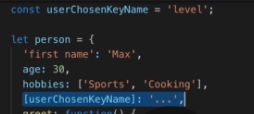 const userChosenKeyName = 'level';
let person = {
'first name': 'Max',
age: 30,
hobbies: ['Sports', 'Cooking'],
[userChosenKeyName]: '...',
greet: function() {